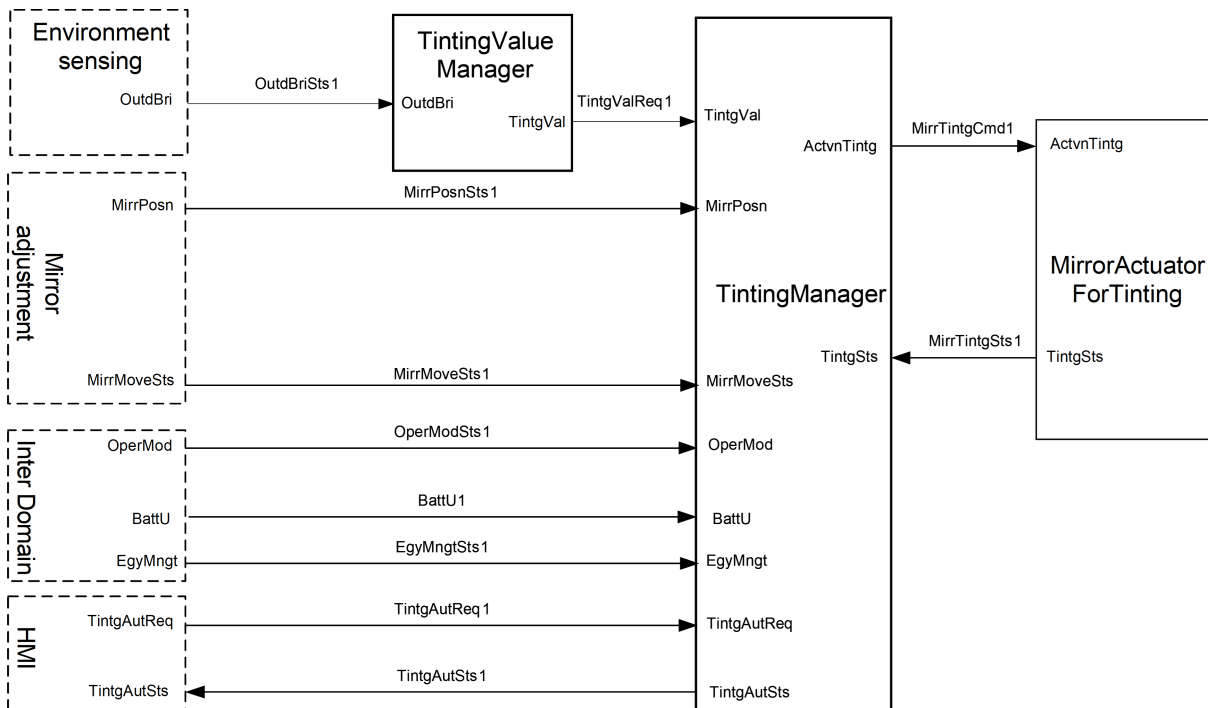 Environment
sensing
OutdBri
OutdBriSts1
TintingValue
Manager
OutdBri
TintgVal
TintgValReq1
TintgVal
ActvnTintg
MirrTintgCmd1
ActvnTintg
Mirror
adjustment
MirrPosn
MirrPosnSts1
MirrPosn
TintingManager
MirrorActuator
ForTinting
TintgSts
MirrTintgSts1
TintgSts
MirrMoveSts
MirrMoveSts1
MirrMoveSts
Inter Domain
OperMod
OperModSts1
OperMod
BattU
BattU1
BattU
EgyMngt
EgyMngtSts1
EgyMngt
HMI
TintgAutReq
TintgAutReq1
TintgAutReq
TintgAutSts
TintgAutSts1
TintgAutSts